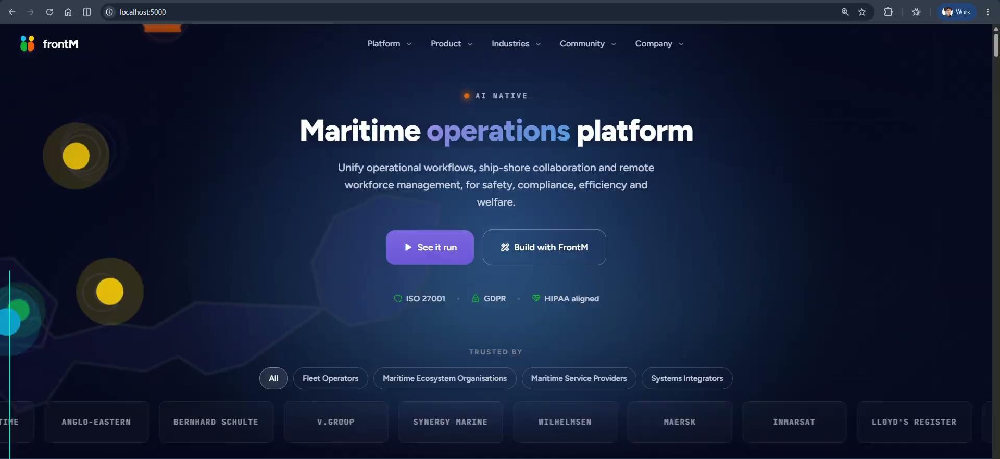 localhost:5000
Work
frontM
Platform
Product
Industries
Community
Company
AI NATIVE
Maritime operations platform
Unify operational workflows, ship-shore collaboration and remote
workforce management, for safety, compliance, efficiency and
welfare.
See it run
Build with FrontM
ISO 27001 · GDPR · HIPAA aligned
TRUSTED BY
All
Fleet Operators
Maritime Ecosystem Organisations
Maritime Service Providers
Systems Integrators
TIME
ANGLO-EASTERN
BERNHARD SCHULTE
V.GROUP
SYNERGY MARINE
WILHELMSEN
MAERSK
INMARSAT
LLOYD'S REGISTER